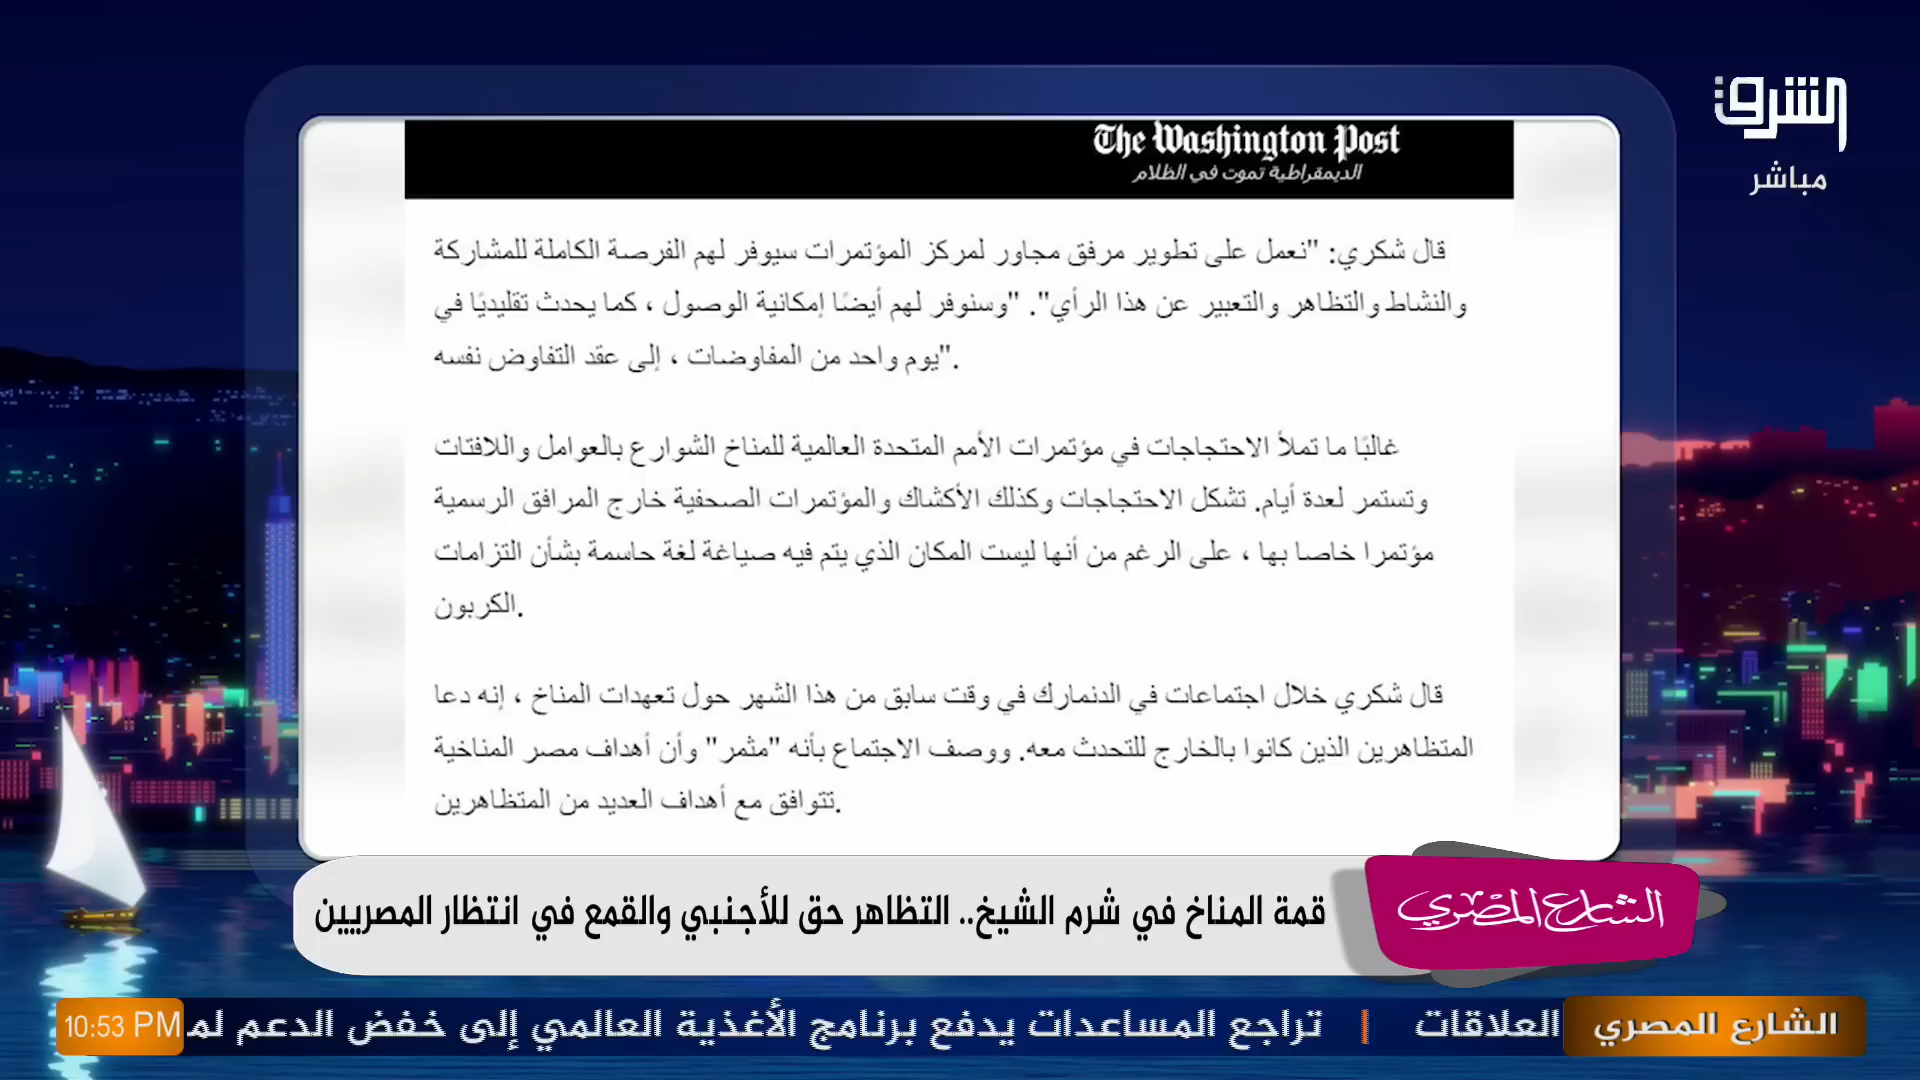 الشرق
مباشر
The Washington Post
الديمقراطية تموت في الظلام
قال شكري: "نعمل على تطوير مرفق مجاور لمركز المؤتمرات سيوفر لهم الفرصة الكاملة للمشاركة
والنشاط والتظاهر والتعبير عن هذا الرأي". "وسنوفر لهم أيضًا إمكانية الوصول ، كما يحدث تقليديًا في
يوم واحد من المفاوضات ، إلى عقد التفاوض نفسه".
غالبًا ما تملأ الاحتجاجات في مؤتمرات الأمم المتحدة العالمية للمناخ الشوارع بالعوامل واللافتات
وتستمر لعدة أيام. تشكل الاحتجاجات وكذلك الأكشاك والمؤتمرات الصحفية خارج المرافق الرسمية
مؤتمرا خاصا بها ، على الرغم من أنها ليست المكان الذي يتم فيه صياغة لغة حاسمة بشأن التزامات
الكربون.
قال شكري خلال اجتماعات في الدنمارك في وقت سابق من هذا الشهر حول تعهدات المناخ ، إنه دعا
المتظاهرين الذين كانوا بالخارج للتحدث معه. ووصف الاجتماع بأنه "مثمر" وأن أهداف مصر المناخية
تتوافق مع أهداف العديد من المتظاهرين.
الشارع المصري
قمة المناخ في شرم الشيخ.. التظاهر حق للأجنبي والقمع في انتظار المصريين
الشارع المصري
العلاقات | تراجع المساعدات يدفع برنامج الأغذية العالمي إلى خفض الدعم لم
10:53 PM